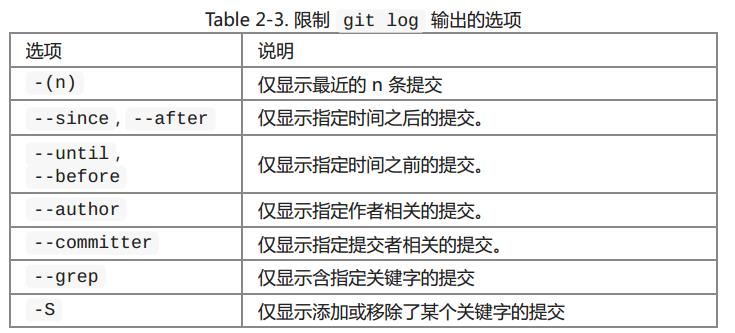 Table 2-3. 限制 git log 输出的选项
选项 说明
-(n) 仅显示最近的 n 条提交
--since , --after 仅显示指定时间之后的提交。
--until ,
--before 仅显示指定时间之前的提交。
--author 仅显示指定作者相关的提交。
--committer 仅显示指定提交者相关的提交。
--grep 仅显示含指定关键字的提交
-S 仅显示添加或移除了某个关键字的提交